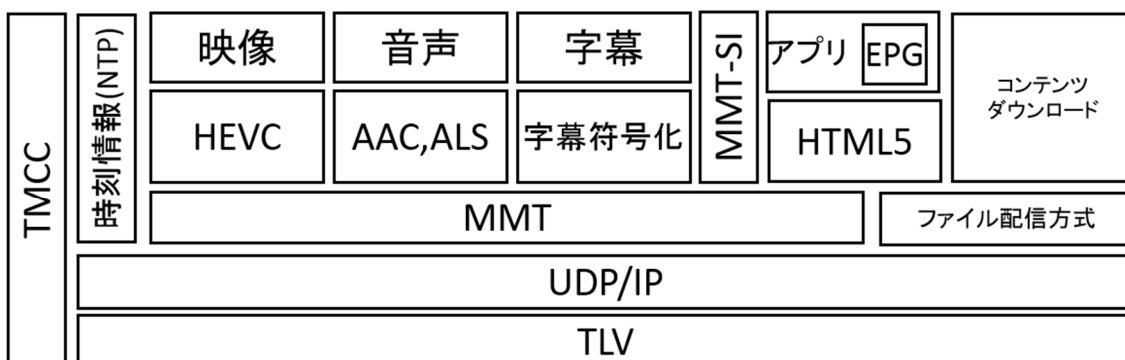 TMCC
時刻情報(NTP)
映像
音声
字幕
MMT-SI
アプリ
EPG
コンテンツ
ダウンロード
HEVC
AAC,ALS
字幕符号化
HTML5
MMT
ファイル配信方式
UDP/IP
TLV